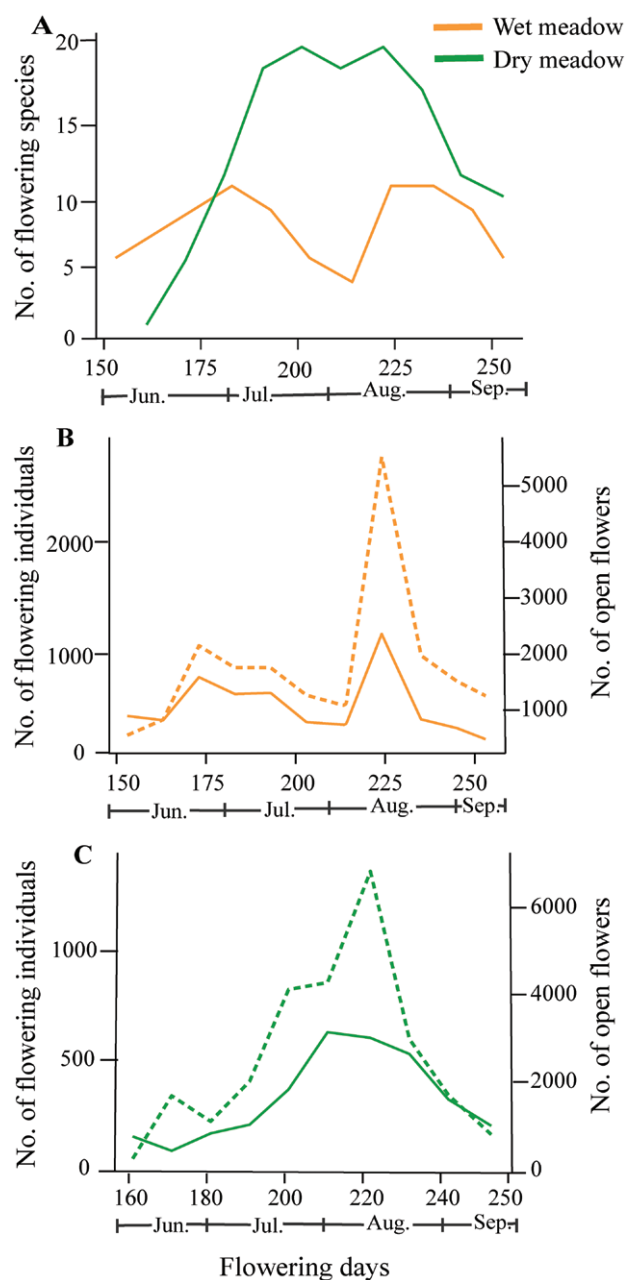 A
Wet meadow
Dry meadow
No. of flowering species
20
15
10
5
0
150 175 200 225 250
Jun. Jul. Aug. Sep.
B
No. of flowering individuals
No. of open flowers
2000
1000
0
5000
4000
3000
2000
1000
150 175 200 225 250
Jun. Jul. Aug. Sep.
C
No. of flowering individuals
No. of open flowers
1000
500
0
6000
4000
2000
0
160 180 200 220 240 250
Jun. Jul. Aug. Sep.
Flowering days